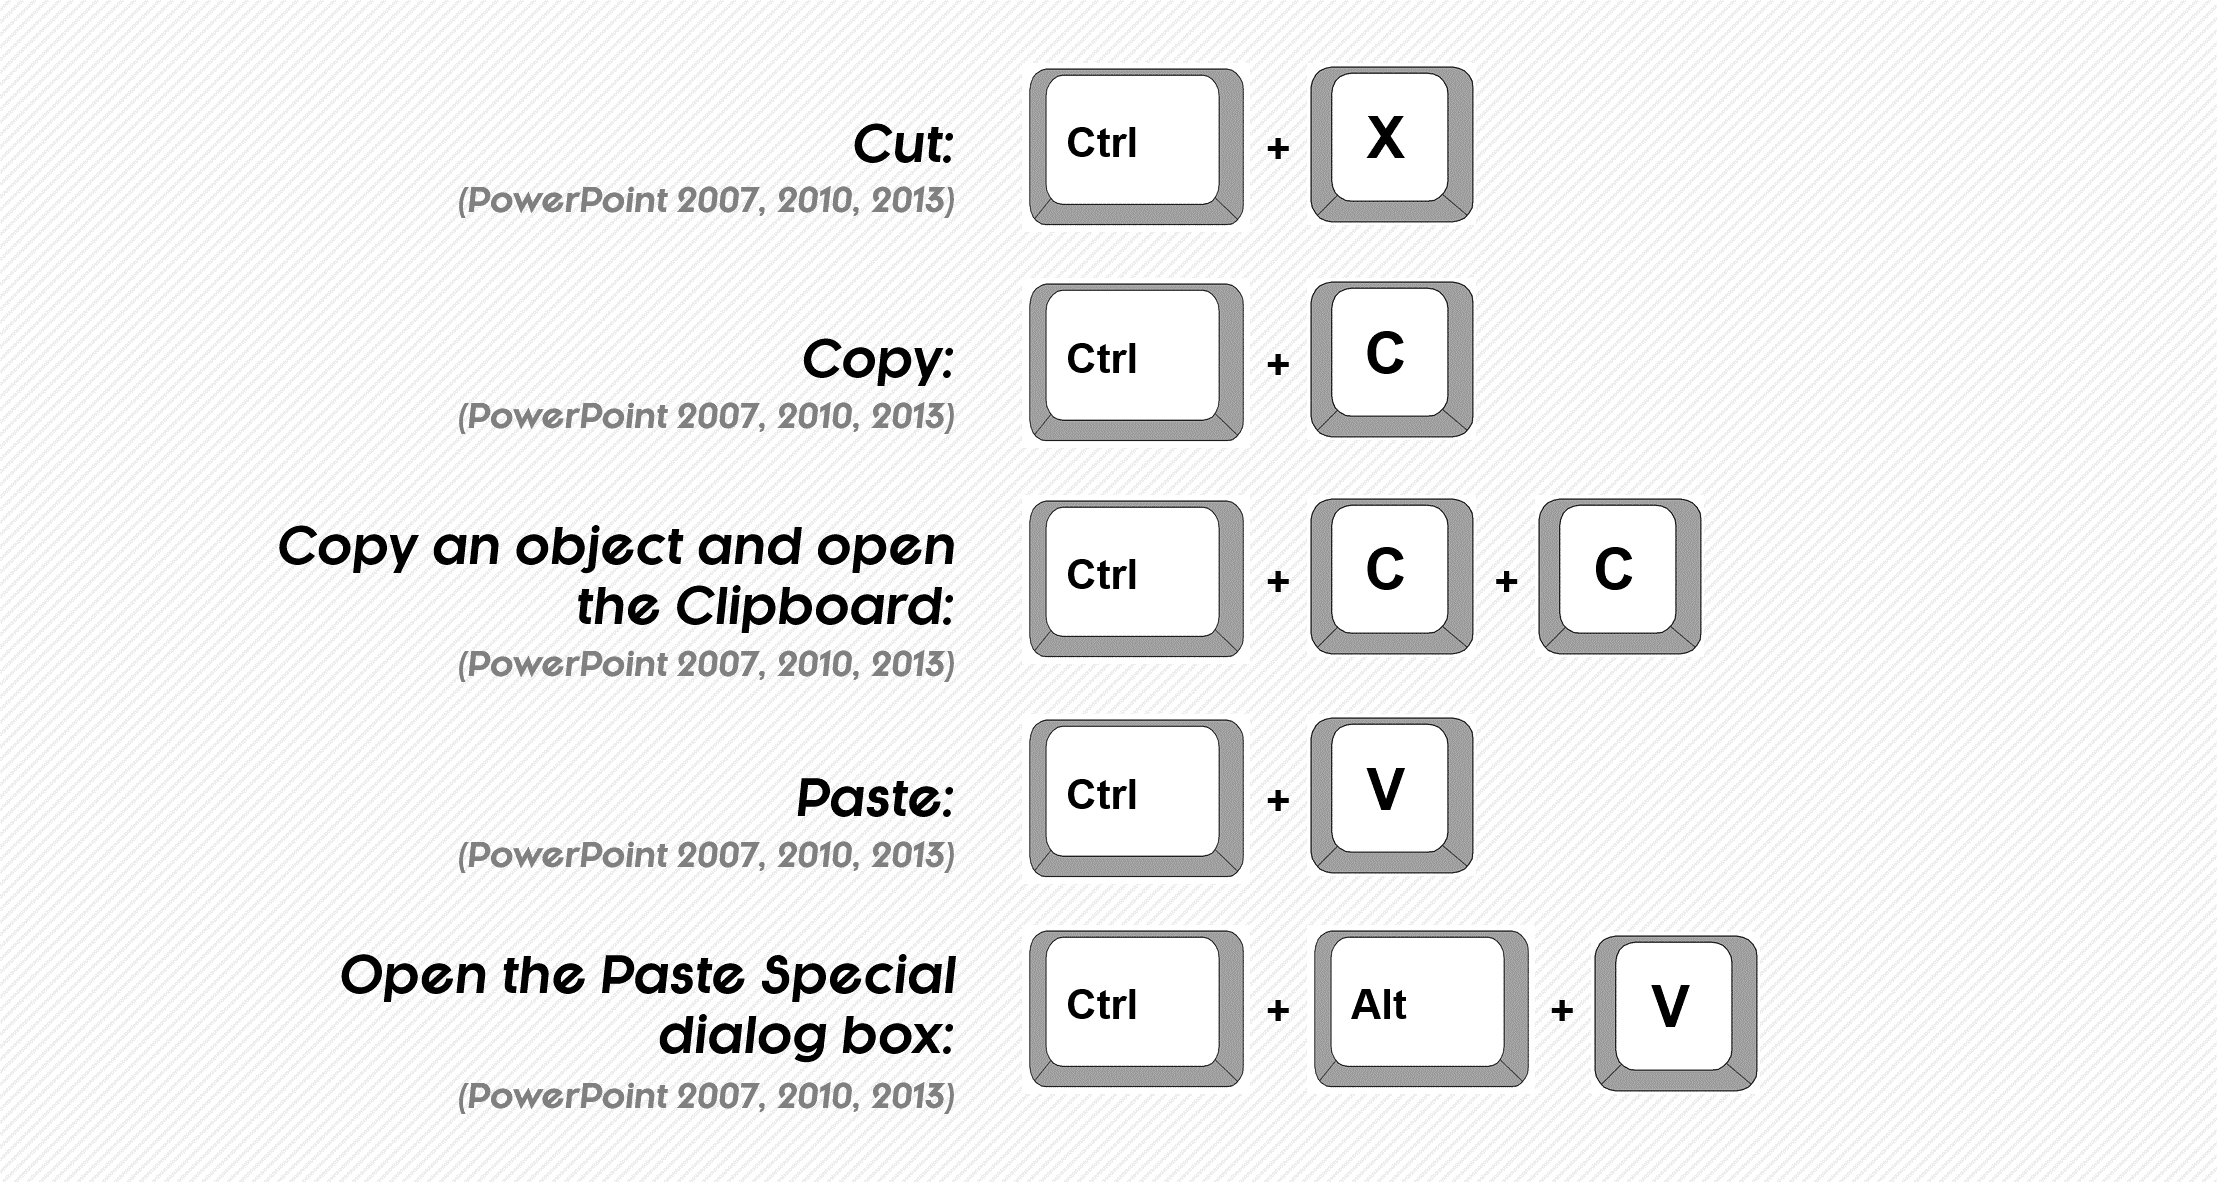 Cut:
(PowerPoint 2007, 2010, 2013)
Ctrl + X
Copy:
(PowerPoint 2007, 2010, 2013)
Ctrl + C
Copy an object and open
the Clipboard:
(PowerPoint 2007, 2010, 2013)
Ctrl + C + C
Paste:
(PowerPoint 2007, 2010, 2013)
Ctrl + V
Open the Paste Special
dialog box:
(PowerPoint 2007, 2010, 2013)
Ctrl + Alt + V